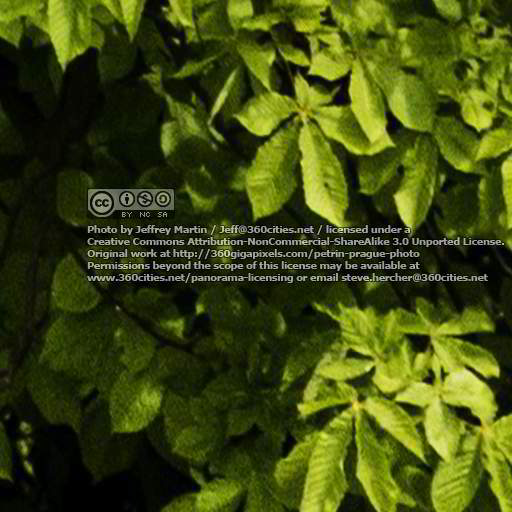 cc
BY NC SA
Photo by Jeffrey Martin / Jeff@360cities.net / licensed under a
Creative Commons Attribution-NonCommercial-ShareAlike 3.0 Unported License.
Original work at http://360gigapixels.com/petrin-prague-photo
Permissions beyond the scope of this license may be available at
www.360cities.net/panorama-licensing or email steve.hercher@360cities.net